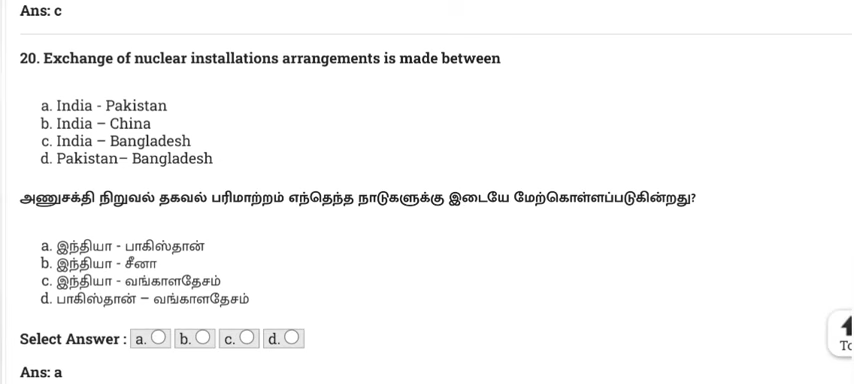 Ans: c
20. Exchange of nuclear installations arrangements is made between
a. India - Pakistan
b. India – China
c. India – Bangladesh
d. Pakistan– Bangladesh
அணுசக்தி நிறுவல் தகவல் பரிமாற்றம் எந்தெந்த நாடுகளுக்கு இடையே மேற்கொள்ளப்படுகின்றது?
a. இந்தியா - பாகிஸ்தான்
b. இந்தியா - சீனா
c. இந்தியா - வங்காளதேசம்
d. பாகிஸ்தான் – வங்காளதேசம்
Select Answer : a. b. c. d.
Ans: a